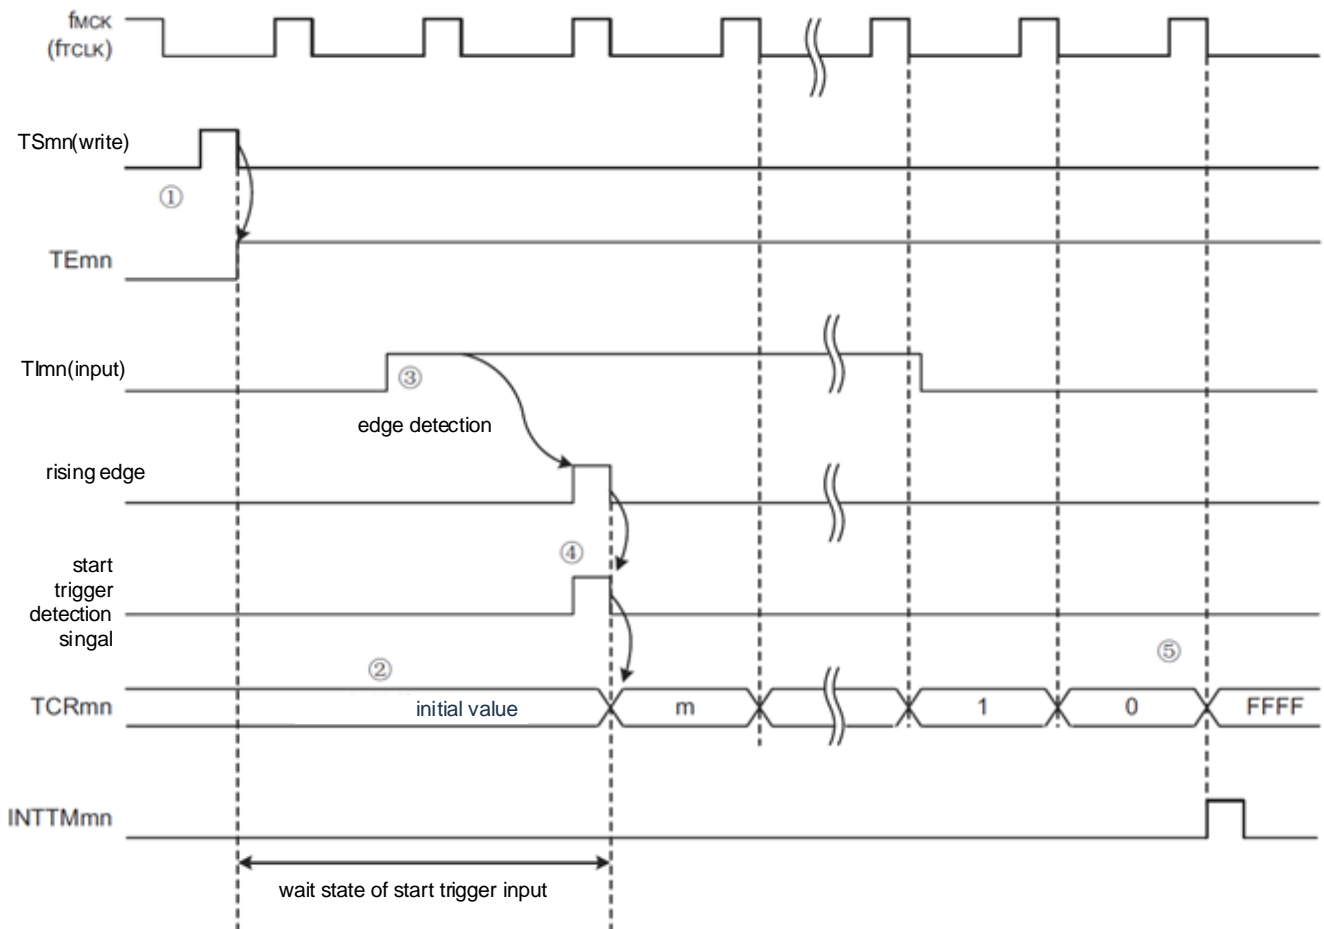 fMCK
(fTCLK)
TSmn(write)
①
TEmn
TImn(input)
③
edge detection
rising edge
④
start
trigger
detection
singal
②
⑤
TCRmn
initial value
m
1
0
FFFF
INTTMmn
wait state of start trigger input